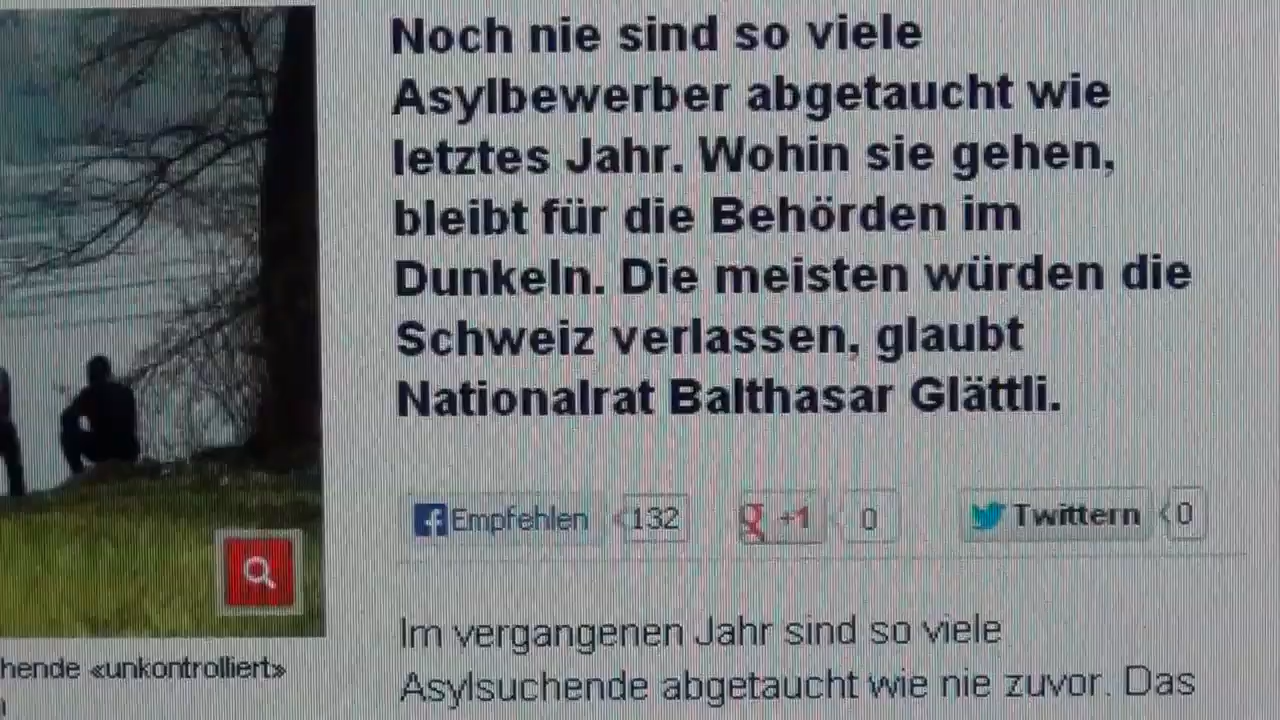 Noch nie sind so viele
Asylbewerber abgetaucht wie
letztes Jahr. Wohin sie gehen,
bleibt für die Behörden im
Dunkeln. Die meisten würden die
Schweiz verlassen, glaubt
Nationalrat Balthasar Glättli.
Empfehlen 132 +1 0 Twittern 0
hende «unkontrolliert»
Im vergangenen Jahr sind so viele
Asylsuchende abgetaucht wie nie zuvor. Das